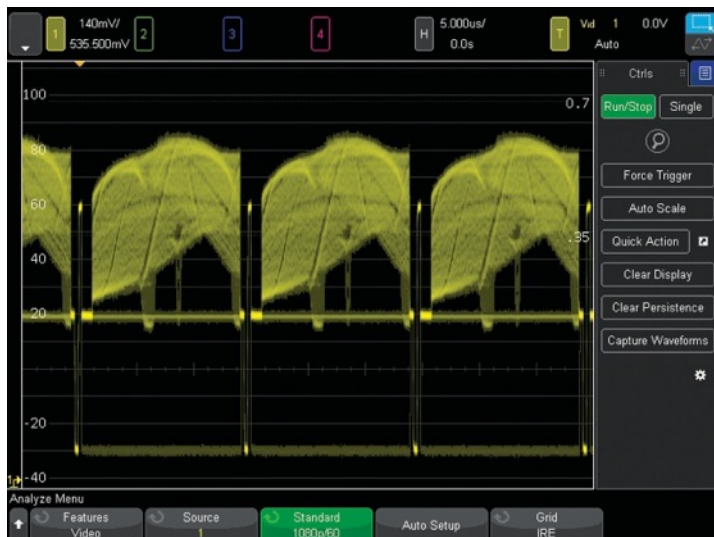 1
140mV/
535.500mV
2
3
4
H
5.000us/
0.0s
T
Vid 1 0.0V
Auto
Ctrls
100
0.7
Run/Stop
Single
80
Force Trigger
60
Auto Scale
.35
Quick Action
40
Clear Display
20
Clear Persistence
Capture Waveforms
-20
-40
1
Analyze Menu
Features
Video
Source
1
Standard
1080p/60
Auto Setup
Grid
IRE